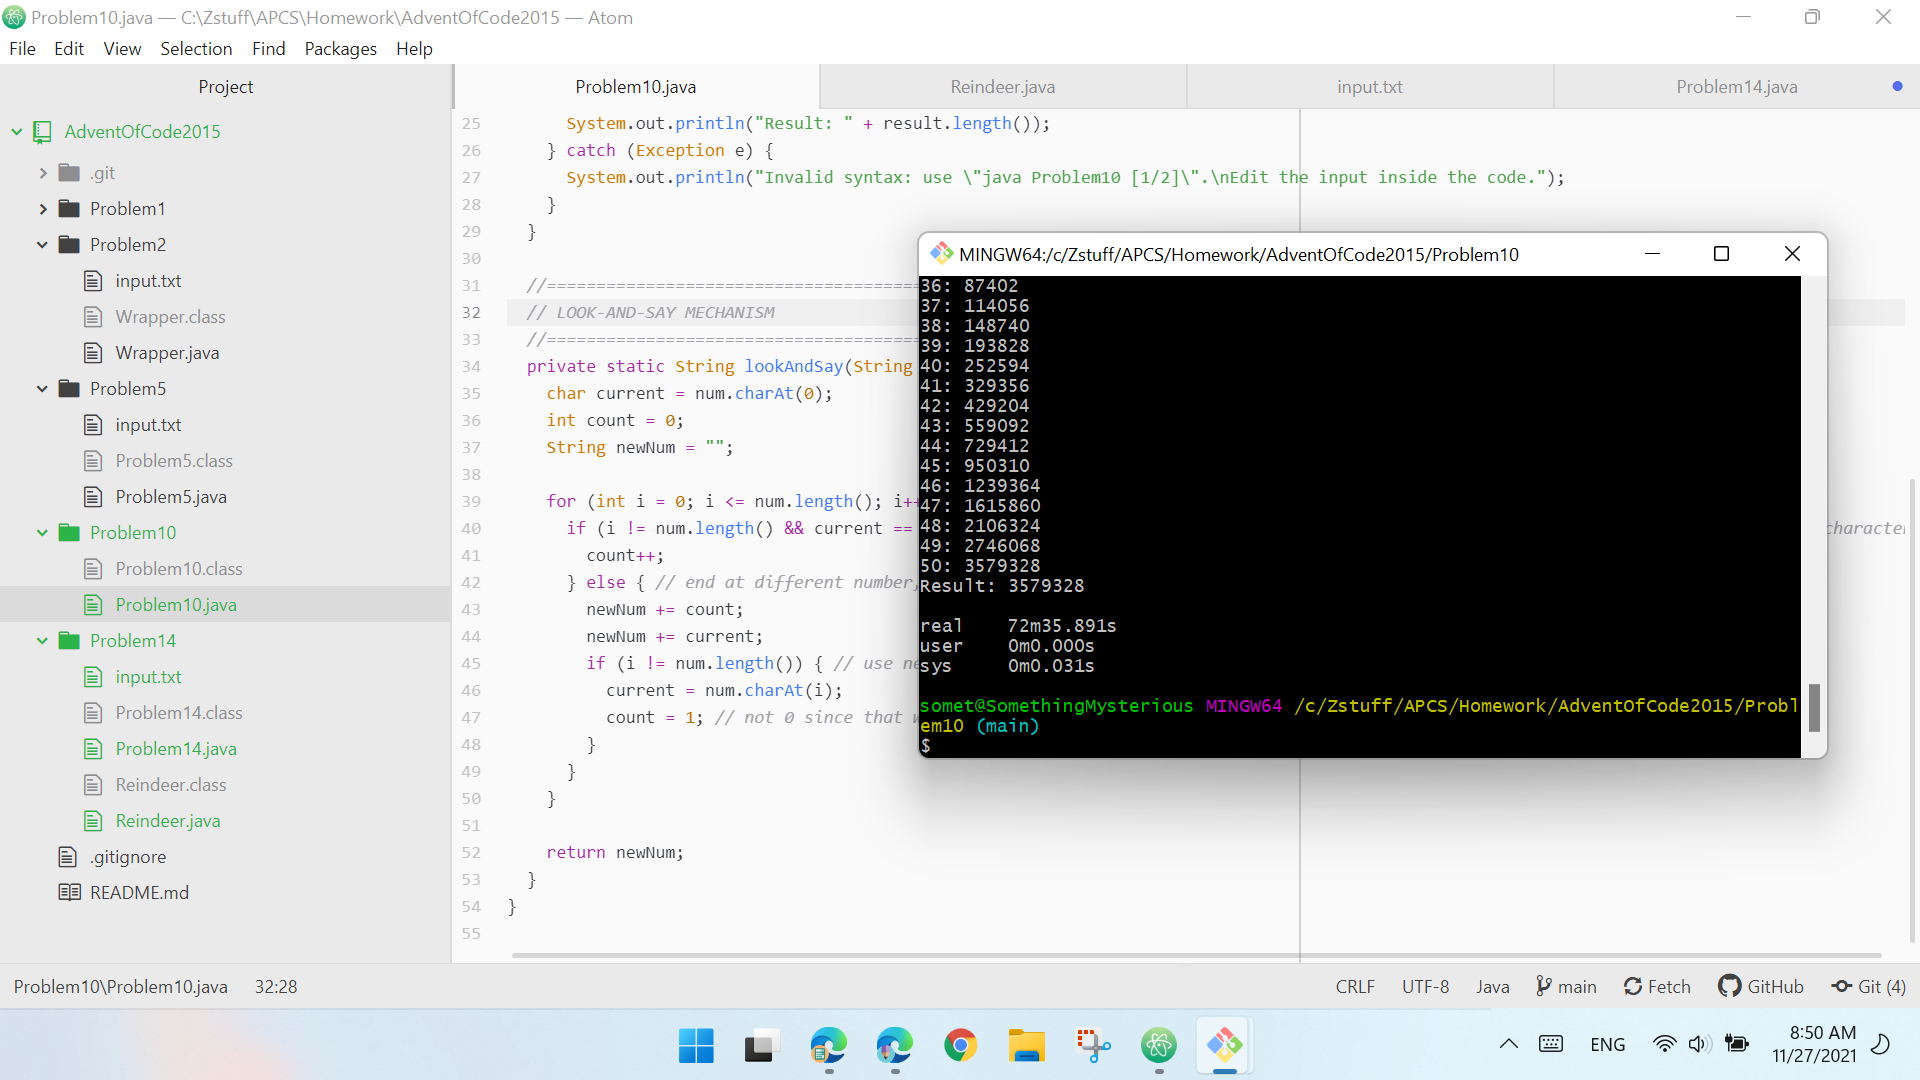 Problem10.java — C:\Zstuff\APCS\Homework\AdventOfCode2015 — Atom
File Edit View Selection Find Packages Help
Project
AdventOfCode2015
.git
Problem1
Problem2
input.txt
Wrapper.class
Wrapper.java
Problem5
input.txt
Problem5.class
Problem5.java
Problem10
Problem10.class
Problem10.java
Problem14
input.txt
Problem14.class
Problem14.java
Reindeer.class
Reindeer.java
.gitignore
README.md
Problem10.java Reindeer.java input.txt Problem14.java
25 System.out.println("Result: " + result.length());
26 } catch (Exception e) {
27 System.out.println("Invalid syntax: use \"java Problem10 [1/2]\".\nEdit the input inside the code.");
28 }
29 }
30
31 //======================================
32 // LOOK-AND-SAY MECHANISM
33 //======================================
34 private static String lookAndSay(String
35 char current = num.charAt(0);
36 int count = 0;
37 String newNum = "";
38
39 for (int i = 0; i <= num.length(); i++
40 if (i != num.length() && current ==
41 count++;
42 } else { // end at different number,
43 newNum += count;
44 newNum += current;
45 if (i != num.length()) { // use ne
46 current = num.charAt(i);
47 count = 1; // not 0 since that w
48 }
49 }
50 }
51
52 return newNum;
53 }
54 }
55
MINGW64:/c/Zstuff/APCS/Homework/AdventOfCode2015/Problem10
36: 87402
37: 114056
38: 148740
39: 193828
40: 252594
41: 329356
42: 429204
43: 559092
44: 729412
45: 950310
46: 1239364
47: 1615860
48: 2106324
49: 2746068
50: 3579328
Result: 3579328
real 72m35.891s
user 0m0.000s
sys 0m0.031s
somet@SomethingMysterious MINGW64 /c/Zstuff/APCS/Homework/AdventOfCode2015/Probl
em10 (main)
$
Problem10\Problem10.java 32:28 CRLF UTF-8 Java main Fetch GitHub Git (4)
ENG
8:50 AM
11/27/2021